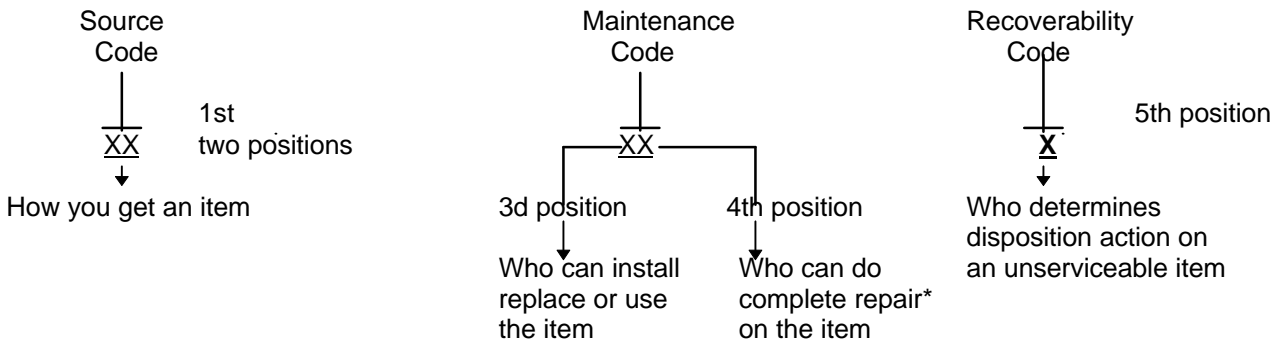 Source
Code
1st
two positions
XX
How you get an item
Maintenance
Code
XX
3d position
4th position
Who can install
replace or use
the item
Who can do
complete repair*
on the item
Recoverability
Code
5th position
X
Who determines
disposition action on
an unserviceable item